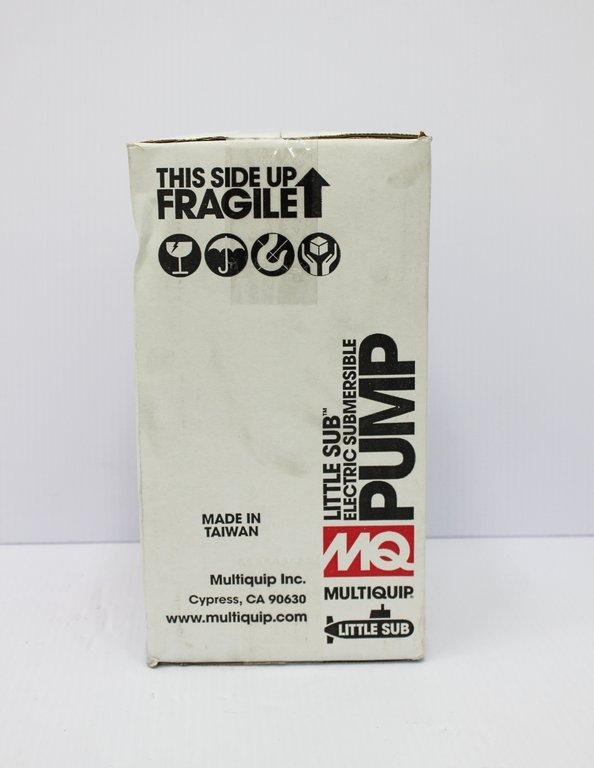 THIS SIDE UP
FRAGILE
LITTLE SUB™
ELECTRIC SUBMERSIBLE
PUMP
MADE IN
TAIWAN
MQ
MULTIQUIP
Multiquip Inc.
Cypress, CA 90630
www.multiquip.com
LITTLE SUB